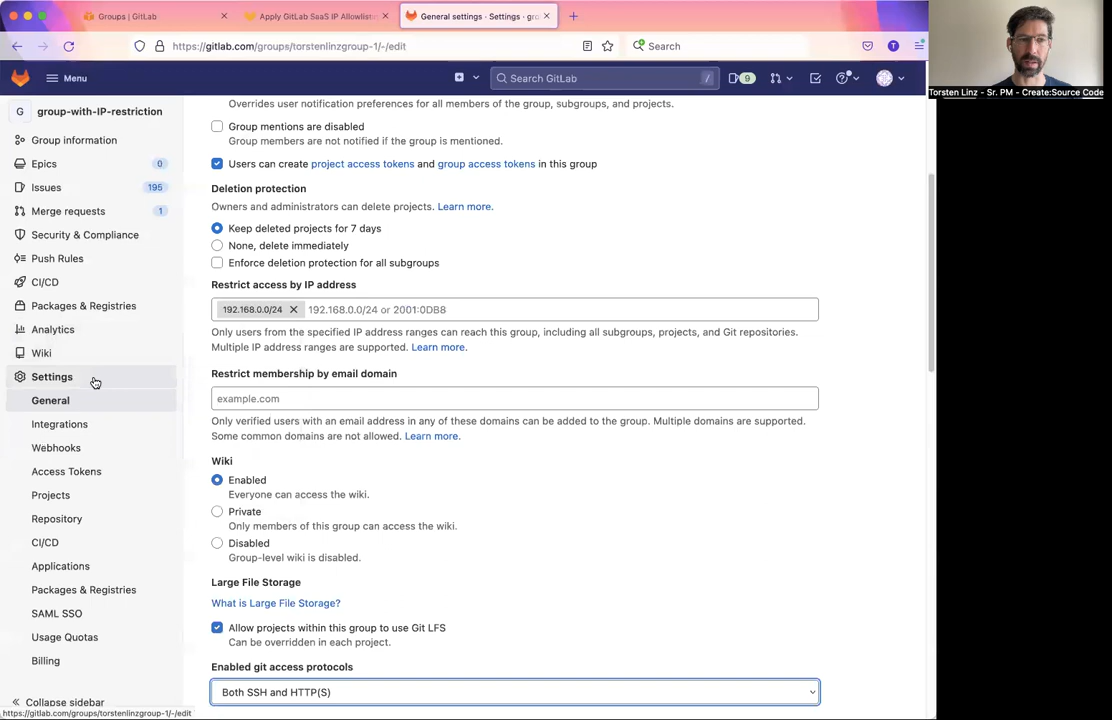 Groups | GitLab
Apply GitLab SaaS IP Allowlistin
General settings · Settings · gro
https://gitlab.com/groups/torstenlinzgroup-1/-/edit
Search
T
Menu
Search GitLab
/
9
Torsten Linz - Sr. PM - Create:Source Code
G
group-with-IP-restriction
Group information
Epics 0
Issues 195
Merge requests 1
Security & Compliance
Push Rules
CI/CD
Packages & Registries
Analytics
Wiki
Settings
General
Integrations
Webhooks
Access Tokens
Projects
Repository
CI/CD
Applications
Packages & Registries
SAML SSO
Usage Quotas
Billing
Collapse sidebar
https://gitlab.com/groups/torstenlinzgroup-1/-/edit
Overrides user notification preferences for all members of the group, subgroups, and projects.
Group mentions are disabled
Group members are not notified if the group is mentioned.
Users can create project access tokens and group access tokens in this group
Deletion protection
Owners and administrators can delete projects. Learn more.
Keep deleted projects for 7 days
None, delete immediately
Enforce deletion protection for all subgroups
Restrict access by IP address
192.168.0.0/24 192.168.0.0/24 or 2001:0DB8
Only users from the specified IP address ranges can reach this group, including all subgroups, projects, and Git repositories.
Multiple IP address ranges are supported. Learn more.
Restrict membership by email domain
example.com
Only verified users with an email address in any of these domains can be added to the group. Multiple domains are supported.
Some common domains are not allowed. Learn more.
Wiki
Enabled
Everyone can access the wiki.
Private
Only members of this group can access the wiki.
Disabled
Group-level wiki is disabled.
Large File Storage
What is Large File Storage?
Allow projects within this group to use Git LFS
Can be overridden in each project.
Enabled git access protocols
Both SSH and HTTP(S)